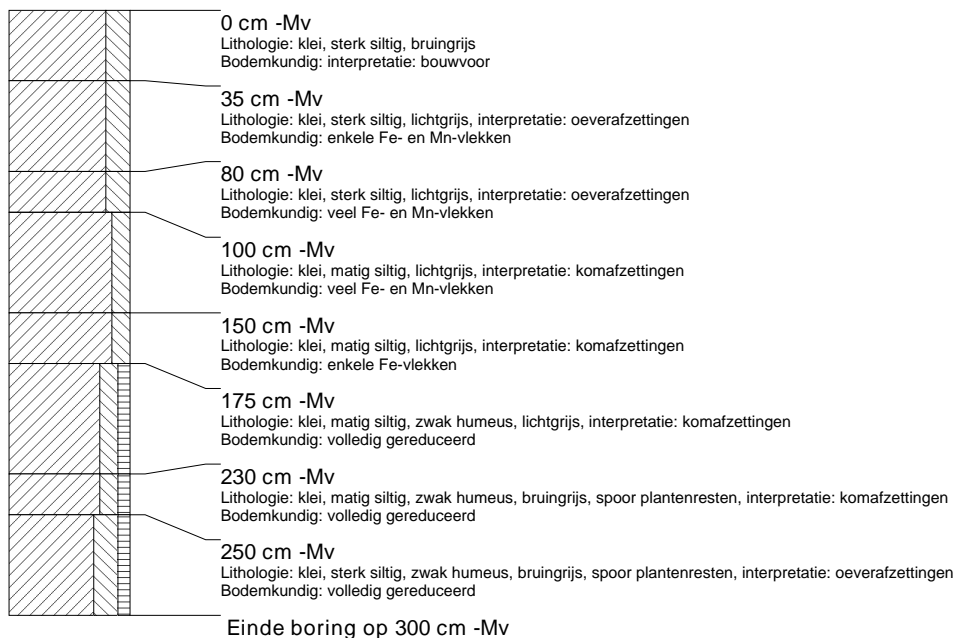 0 cm -Mv
Lithologie: klei, sterk siltig, bruingrijs
Bodemkundig: interpretatie: bouwvoor
35 cm -Mv
Lithologie: klei, sterk siltig, lichtgrijs, interpretatie: oeverafzettingen
Bodemkundig: enkele Fe- en Mn-vlekken
80 cm -Mv
Lithologie: klei, sterk siltig, lichtgrijs, interpretatie: oeverafzettingen
Bodemkundig: veel Fe- en Mn-vlekken
100 cm -Mv
Lithologie: klei, matig siltig, lichtgrijs, interpretatie: komafzettingen
Bodemkundig: veel Fe- en Mn-vlekken
150 cm -Mv
Lithologie: klei, matig siltig, lichtgrijs, interpretatie: komafzettingen
Bodemkundig: enkele Fe-vlekken
175 cm -Mv
Lithologie: klei, matig siltig, zwak humeus, lichtgrijs, interpretatie: komafzettingen
Bodemkundig: volledig gereduceerd
230 cm -Mv
Lithologie: klei, matig siltig, zwak humeus, bruingrijs, spoor plantenresten, interpretatie: komafzettingen
Bodemkundig: volledig gereduceerd
250 cm -Mv
Lithologie: klei, sterk siltig, zwak humeus, bruingrijs, spoor plantenresten, interpretatie: oeverafzettingen
Bodemkundig: volledig gereduceerd
Einde boring op 300 cm -Mv